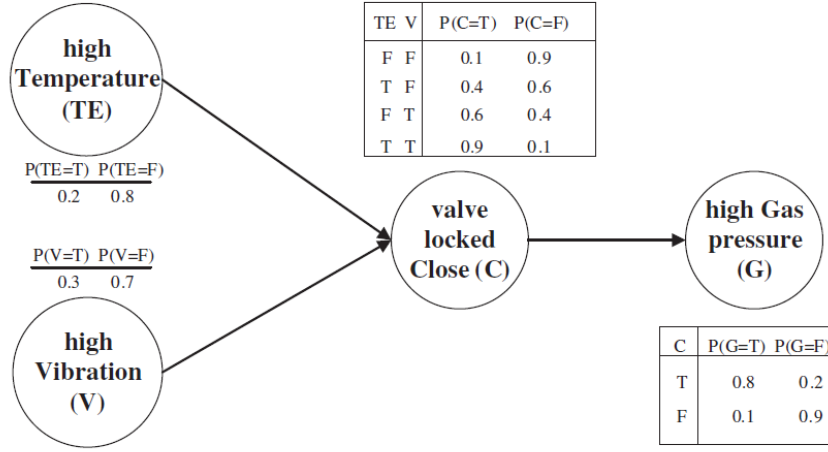 high
Temperature
(TE)
P(TE=T) P(TE=F)
0.2 0.8
P(V=T) P(V=F)
0.3 0.7
high
Vibration
(V)
TE V P(C=T) P(C=F)
F F 0.1 0.9
T F 0.4 0.6
F T 0.6 0.4
T T 0.9 0.1
valve
locked
Close (C)
high Gas
pressure
(G)
C P(G=T) P(G=F)
T 0.8 0.2
F 0.1 0.9